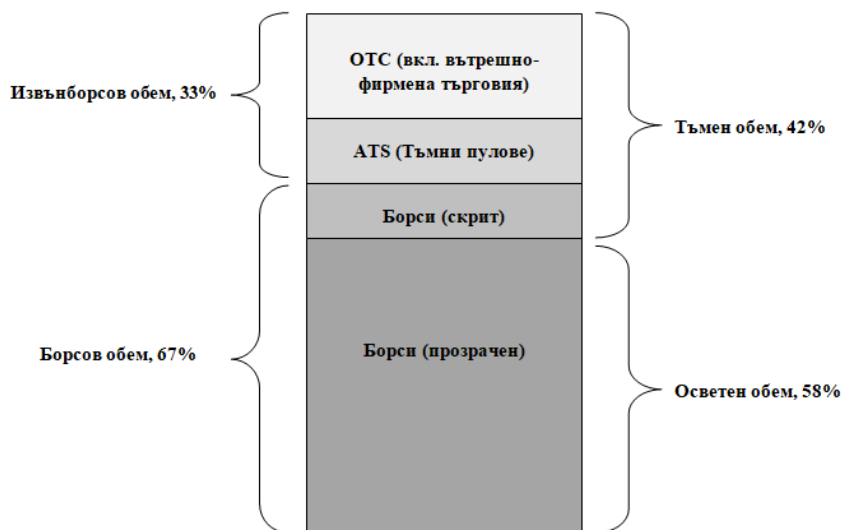 ОТС (вкл. вътрешно-
фирмена търговия)
Извънборсов обем, 33%
Тъмен обем, 42%
ATS (Тъмни пулове)
Борси (скрит)
Борсов обем, 67%
Борси (прозрачен)
Осветен обем, 58%